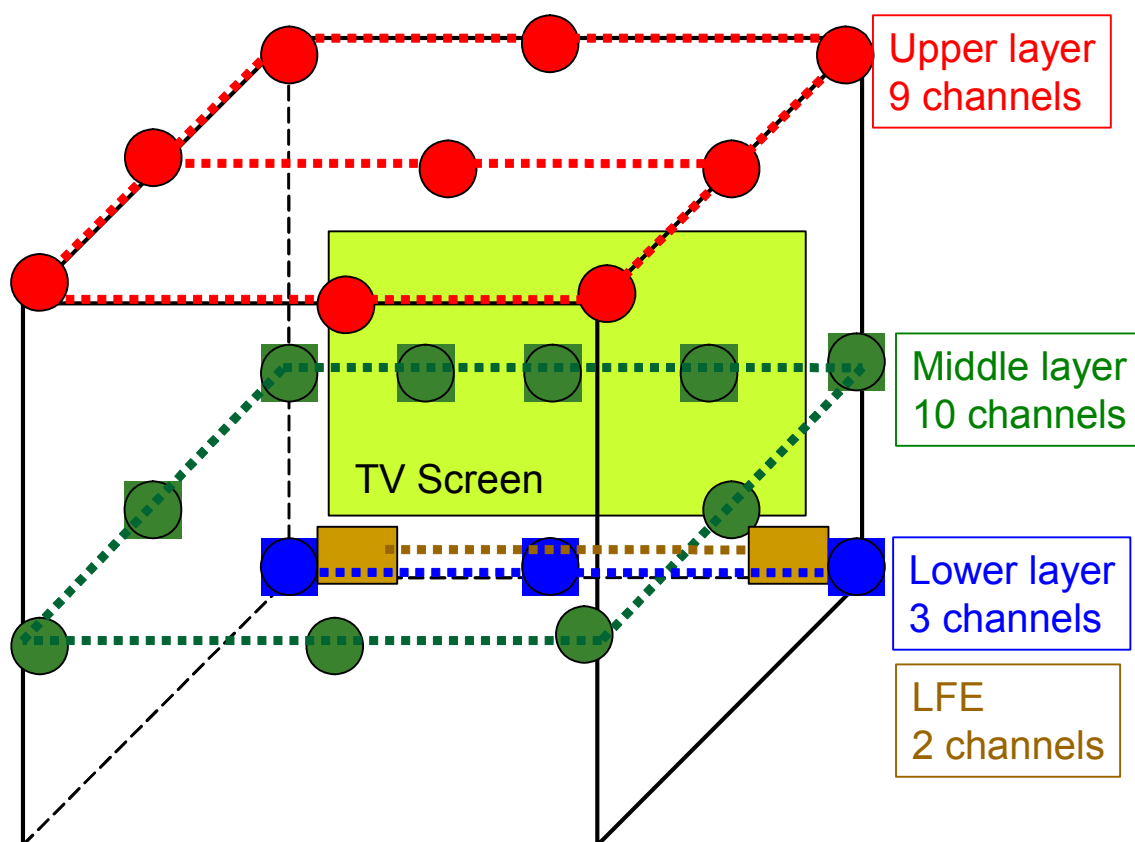 Upper layer
9 channels
Middle layer
10 channels
TV Screen
Lower layer
3 channels
LFE
2 channels